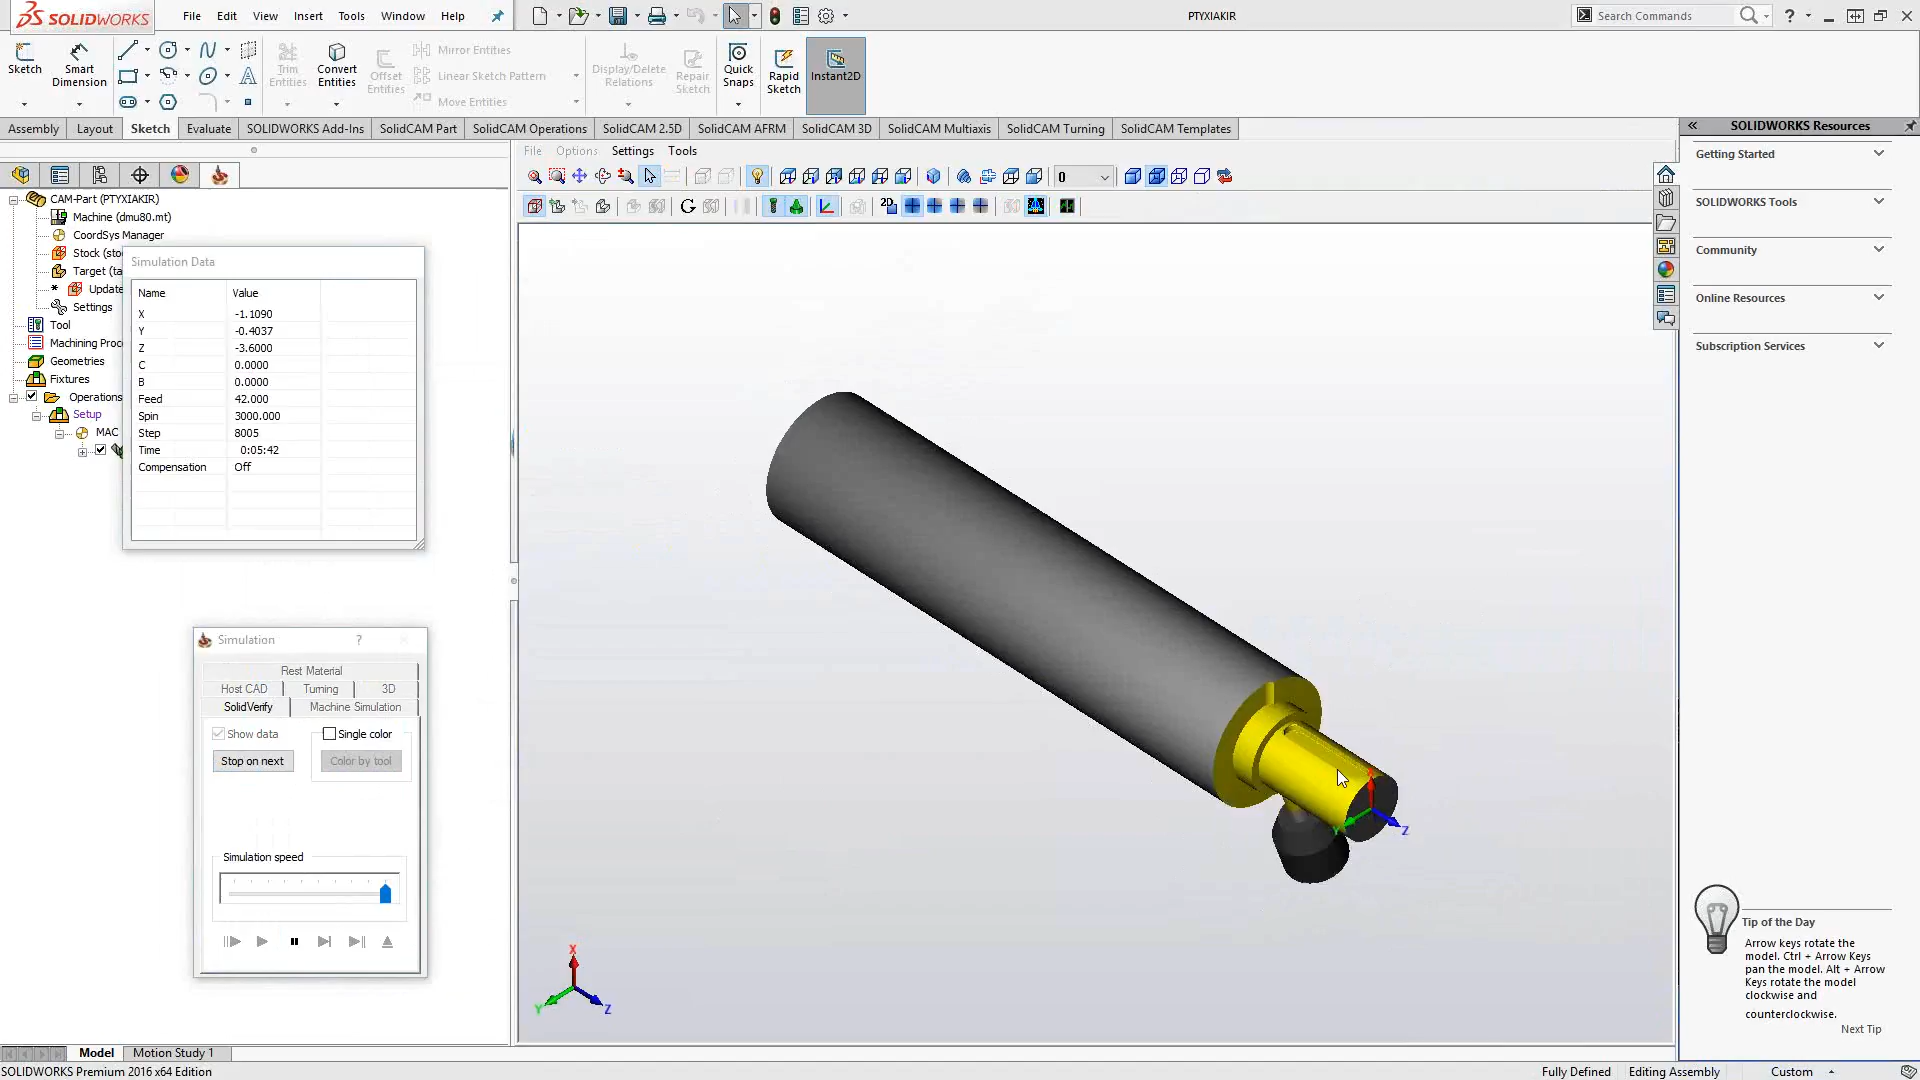 SOLIDWORKS
File Edit View Insert Tools Window Help
PTYXIAKIR
Search Commands
?
Sketch
Smart Dimension
Trim Entities
Convert Entities
Offset Entities
Mirror Entities
Linear Sketch Pattern
Move Entities
Display/Delete Relations
Repair Sketch
Quick Snaps
Rapid Sketch
Instant2D
Assembly Layout Sketch Evaluate SOLIDWORKS Add-Ins SolidCAM Part SolidCAM Operations SolidCAM 2.5D SolidCAM AFRM SolidCAM 3D SolidCAM Multiaxis SolidCAM Turning SolidCAM Templates
File Options Settings Tools
0
2D
CAM-Part (PTYXIAKIR)
Machine (dmu80.mt)
CoordSys Manager
Stock (sto
Target (ta
* Update
Settings
Tool
Machining Proc
Geometries
Fixtures
Operations
Setup
MAC
Simulation Data
Name Value
X -1.1090
Y -0.4037
Z -3.6000
C 0.0000
B 0.0000
Feed 42.000
Spin 3000.000
Step 8005
Time 0:05:42
Compensation Off
Simulation ?
Rest Material
Host CAD Turning 3D
SolidVerify Machine Simulation
Show data
Single color
Stop on next
Color by tool
Simulation speed
X
Y
Z
Y
Z
SOLIDWORKS Resources
Getting Started
SOLIDWORKS Tools
Community
Online Resources
Subscription Services
Tip of the Day
Arrow keys rotate the
model. Ctrl + Arrow Keys
pan the model. Alt + Arrow
Keys rotate the model
clockwise and
counterclockwise.
Next Tip
Model Motion Study 1
SOLIDWORKS Premium 2016 x64 Edition
Fully Defined Editing Assembly Custom